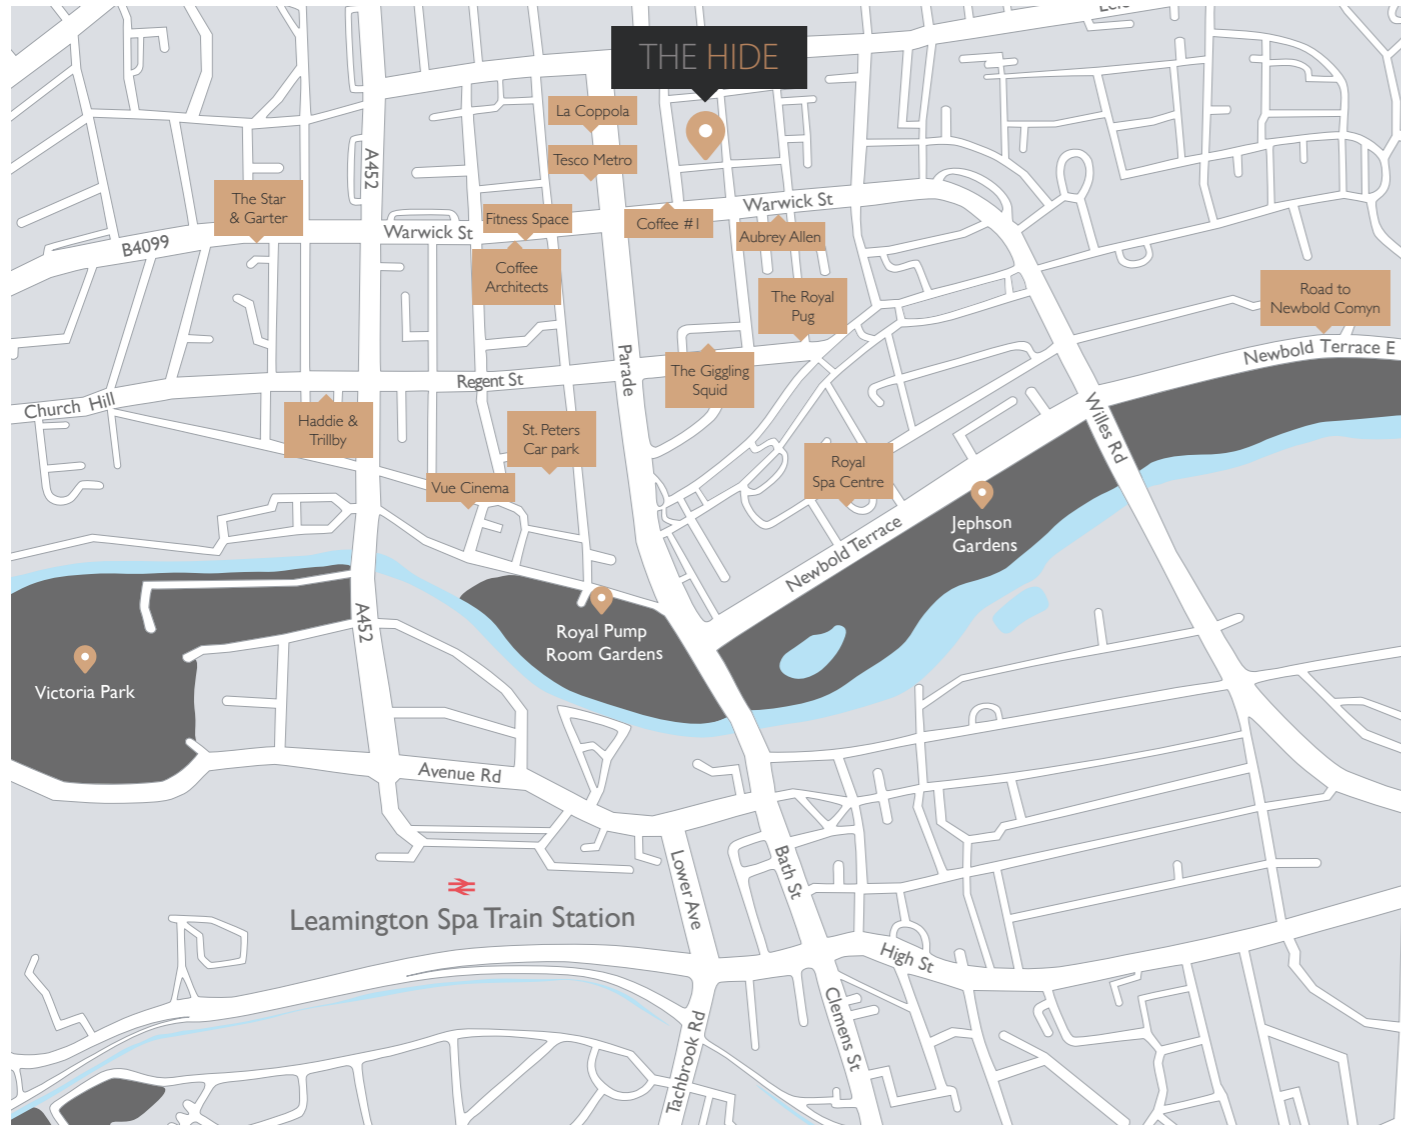 THE HIDE
La Coppola
A452
Tesco Metro
The Star
& Garter
Warwick St
Fitness Space
Coffee #1
Warwick St
Aubrey Allen
B4099
Coffee
Architects
The Royal
Pug
Road to
Newbold Comyn
Newbold Terrace E
Parade
Regent St
The Giggling
Squid
Church Hill
Haddie &
Trillby
St. Peters
Car park
Willes Rd
Royal
Spa Centre
Vue Cinema
Jephson
Gardens
Newbold Terrace
A452
Royal Pump
Room Gardens
Victoria Park
Avenue Rd
Lower Ave
Bath St
Leamington Spa Train Station
High St
Clemens St
Tachbrook Rd